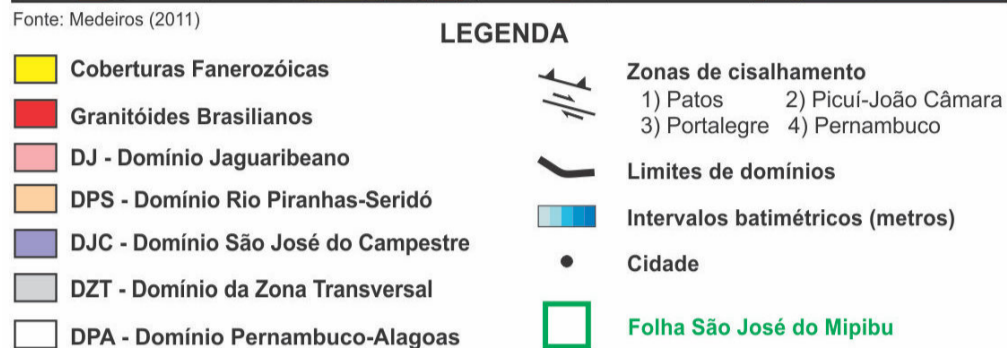 Fonte: Medeiros (2011)
LEGENDA
Coberturas Fanerozóicas
Granitóides Brasilianos
DJ - Domínio Jaguaribeano
DPS - Domínio Rio Piranhas-Seridó
DJC - Domínio São José do Campestre
DZT - Domínio da Zona Transversal
DPA - Domínio Pernambuco-Alagoas
Zonas de cisalhamento
1) Patos 2) Picuí-João Câmara
3) Portalegre 4) Pernambuco
Limites de domínios
Intervalos batimétricos (metros)
Cidade
Folha São José do Mipibu